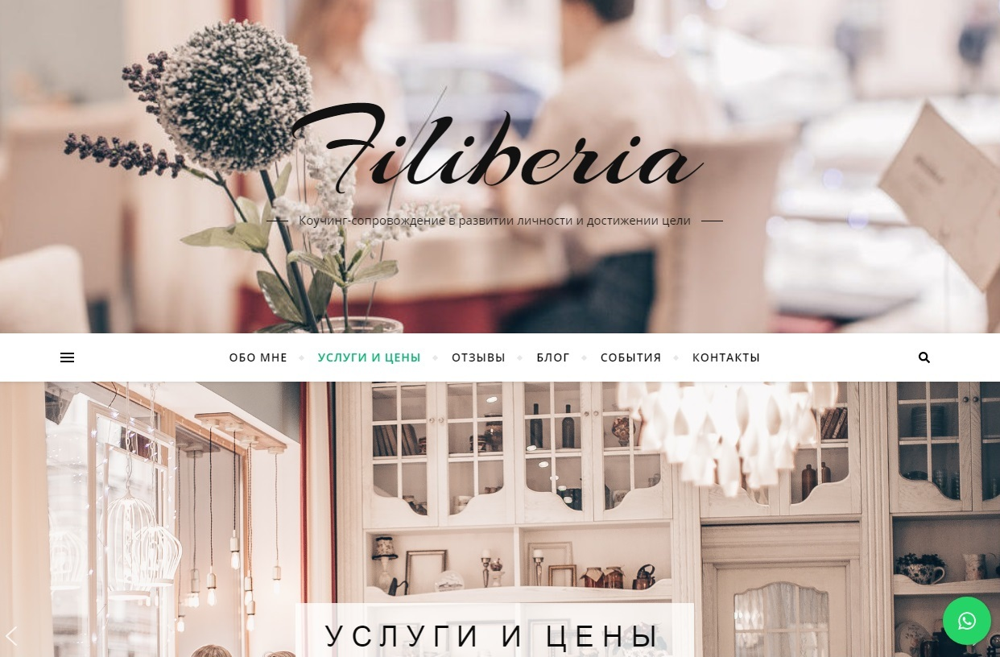 Filiberia
Коучинг-сопровождение в развитии личности и достижении цели
ОБО МНЕ
УСЛУГИ И ЦЕНЫ
ОТЗЫВЫ
БЛОГ
СОБЫТИЯ
КОНТАКТЫ
УСЛУГИ И ЦЕНЫ